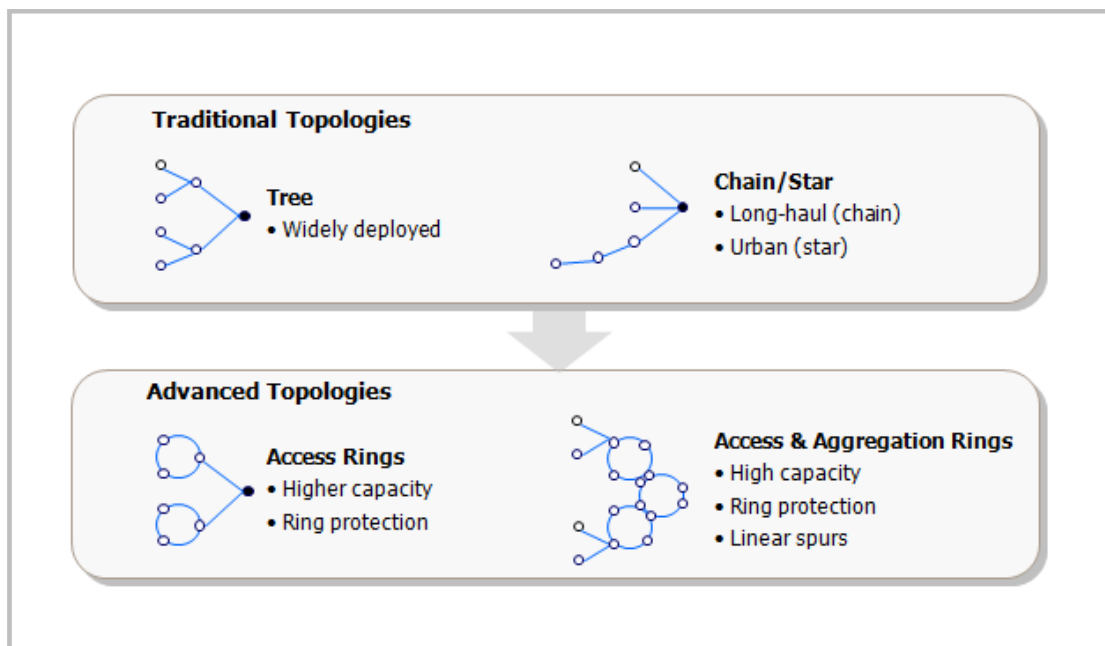 Traditional Topologies
Tree
• Widely deployed
Chain/Star
• Long-haul (chain)
• Urban (star)
Advanced Topologies
Access Rings
• Higher capacity
• Ring protection
Access & Aggregation Rings
• High capacity
• Ring protection
• Linear spurs